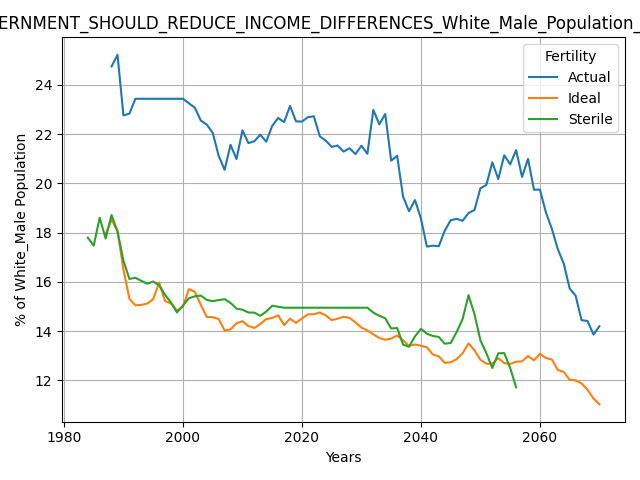 ERNMENT_SHOULD_REDUCE_INCOME_DIFFERENCES_White_Male_Population_
Fertility
Actual
Ideal
Sterile
% of White_Male Population
24
22
20
18
16
14
12
1980 2000 2020 2040 2060
Years